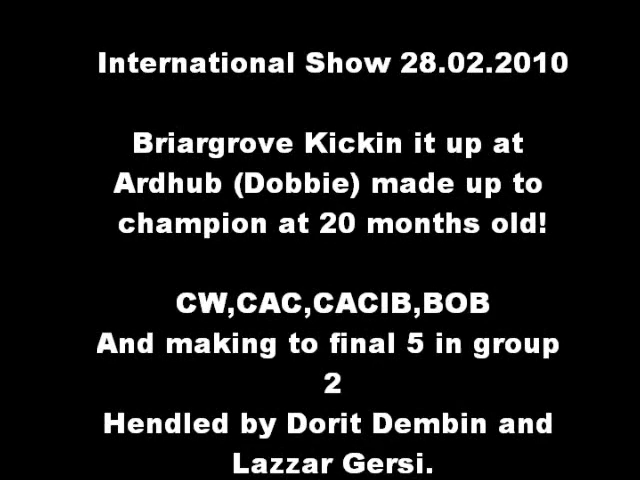 International Show 28.02.2010
Briargrove Kickin it up at
Ardhub (Dobbie) made up to
champion at 20 months old!
CW,CAC,CACIB,BOB
And making to final 5 in group
2
Hendled by Dorit Dembin and
Lazzar Gersi.